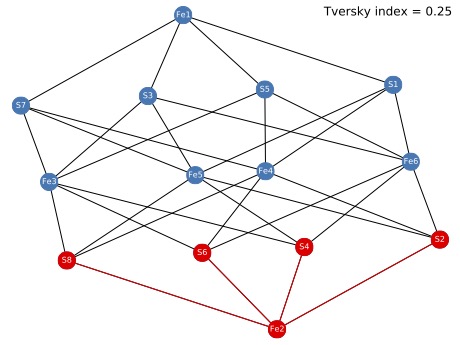 Tversky index = 0.25
Fe1
S1
S5
S3
S7
Fe6
Fe4
Fe5
Fe3
S2
S4
S6
S8
Fe2